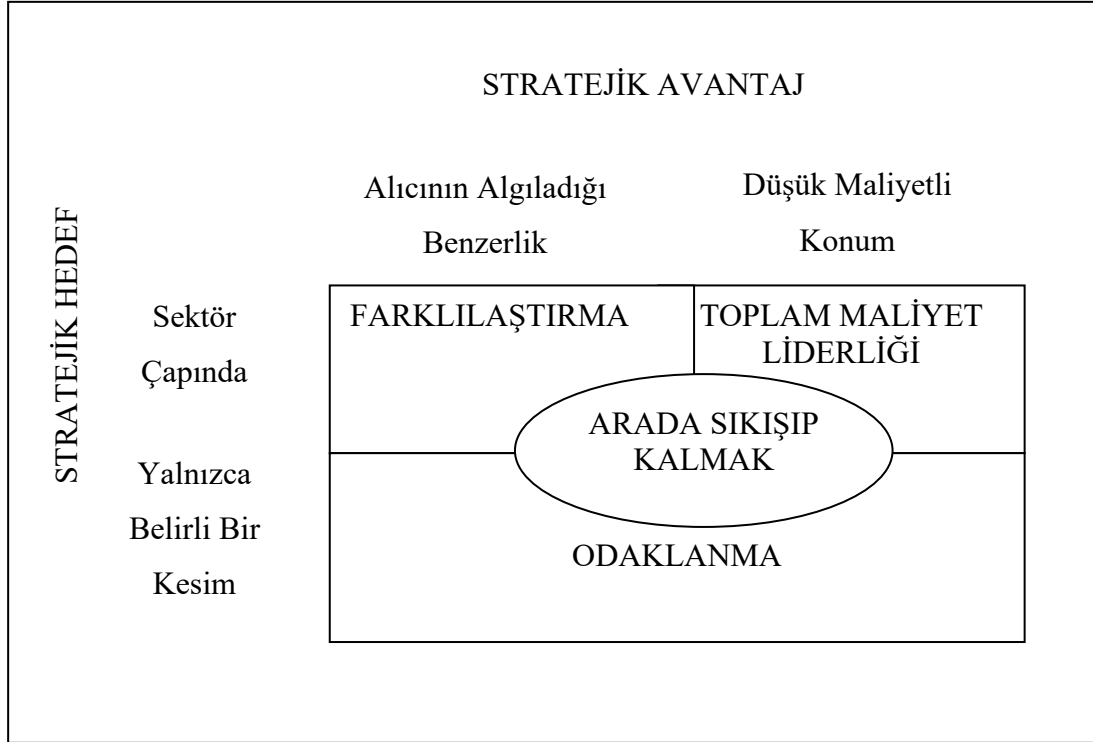 STRATEJİK AVANTAJ
Alıcının Algıladığı
Benzerlik
Düşük Maliyetli
Konum
STRATEJİK HEDEF
Sektör
Çapında
FARKLILAŞTIRMA
TOPLAM MALİYET
LİDERLİĞİ
ARADA SIKIŞIP
KALMAK
Yalnızca
Belirli Bir
Kesim
ODAKLANMA